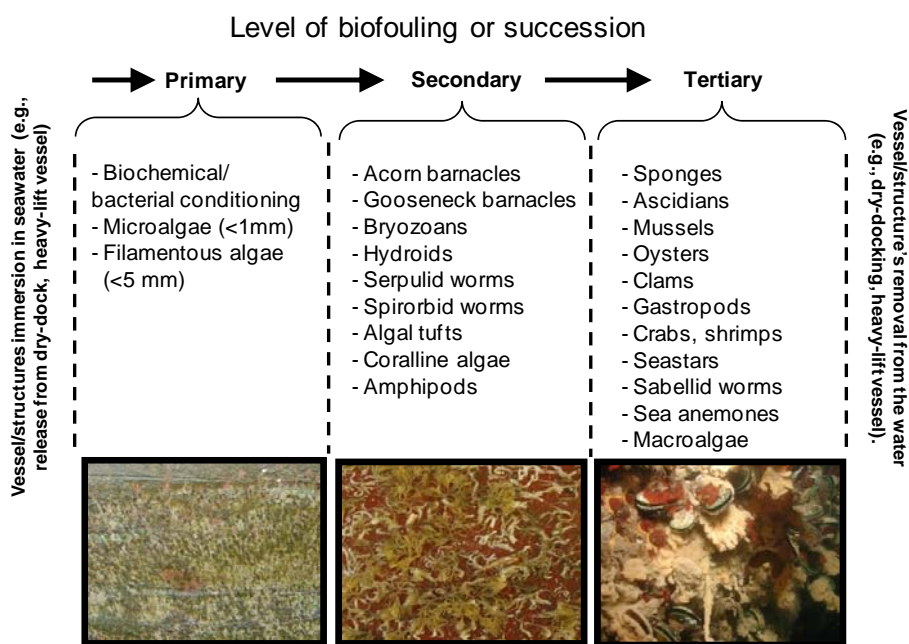 Level of biofouling or succession
Primary
Secondary
Tertiary
Vessel/structures immersion in seawater (e.g.,
release from dry-dock, heavy-lift vessel)
- Biochemical/
bacterial conditioning
- Microalgae (<1mm)
- Filamentous algae
(<5 mm)
- Acorn barnacles
- Gooseneck barnacles
- Bryozoans
- Hydroids
- Serpulid worms
- Spirorbid worms
- Algal tufts
- Coralline algae
- Amphipods
- Sponges
- Ascidians
- Mussels
- Oysters
- Clams
- Gastropods
- Crabs, shrimps
- Seastars
- Sabellid worms
- Sea anemones
- Macroalgae
Vessel/structure's removal from the water
(e.g., dry-docking, heavy-lift vessel).